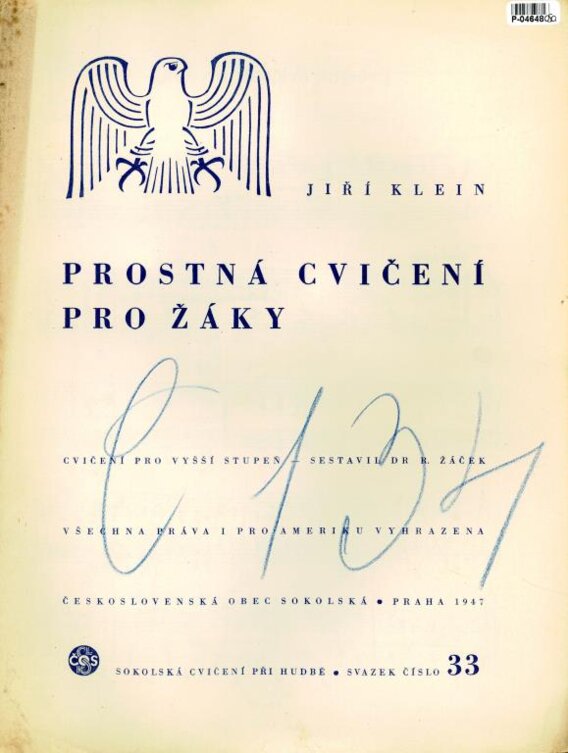 P-04648
JIŘÍ KLEIN
PROSTNÁ CVIČENÍ
PRO ŽÁKY
C 134
CVIČENÍ PRO VYŠŠÍ STUPEŇ — SESTAVIL DR R. ŽÁČEK
VŠECHNA PRÁVA I PRO AMERIKU VYHRAZENA
ČESKOSLOVENSKÁ OBEC SOKOLSKÁ • PRAHA 1947
ČOS
SOKOLSKÁ CVIČENÍ PŘI HUDBĚ • SVAZEK ČÍSLO 33